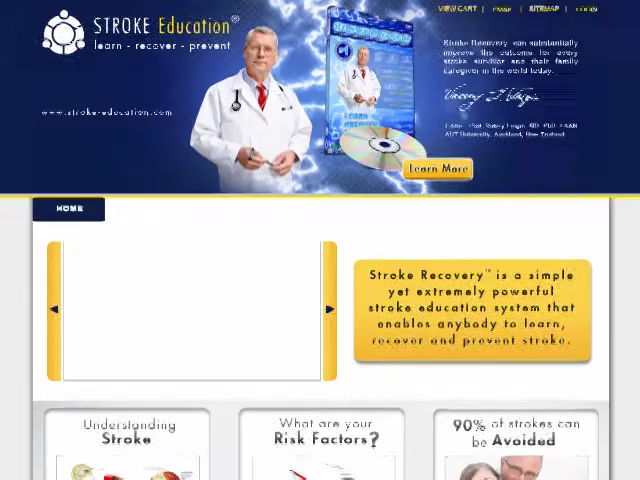 STROKE Education®
learn - recover - prevent
www.stroke-education.com
VIEW CART |
Stroke Recovery can substantially
improve the outcome for every
stroke survivor and their family
caregiver in the world today.
AUT University, Auckland, New Zealand
LEARN
RECOVER
Learn More
HOME
Stroke Recovery™ is a simple
yet extremely powerful
stroke education system that
enables anybody to learn,
recover and prevent stroke.
Understanding
Stroke
What are your
Risk Factors?
90% of strokes can
be Avoided